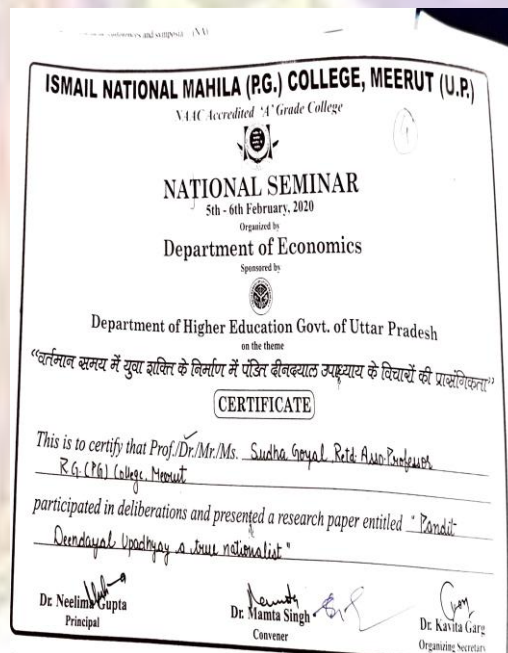 conferences and symposia (NA)
ISMAIL NATIONAL MAHILA (P.G.) COLLEGE, MEERUT (U.P.)
NAAC Accredited 'A' Grade College
NATIONAL SEMINAR
5th - 6th February, 2020
Organized by
Department of Economics
Sponsored by
Department of Higher Education Govt. of Uttar Pradesh
on the theme
“वर्तमान समय में युवा शक्ति के निर्माण में पंडित दीनदयाल उपाध्याय के विचारों की प्रासंगिकता”
CERTIFICATE
This is to certify that Prof./Dr./Mr./Ms. Sudha Goyal, Retd. Asso. Professor
R.G. (PG) College, Meerut
participated in deliberations and presented a research paper entitled "Pandit
Deendayal Upadhyay a true nationalist"
Dr. Neelima Gupta
Principal
Dr. Mamta Singh
Convener
Dr. Kavita Garg
Organizing Secretary